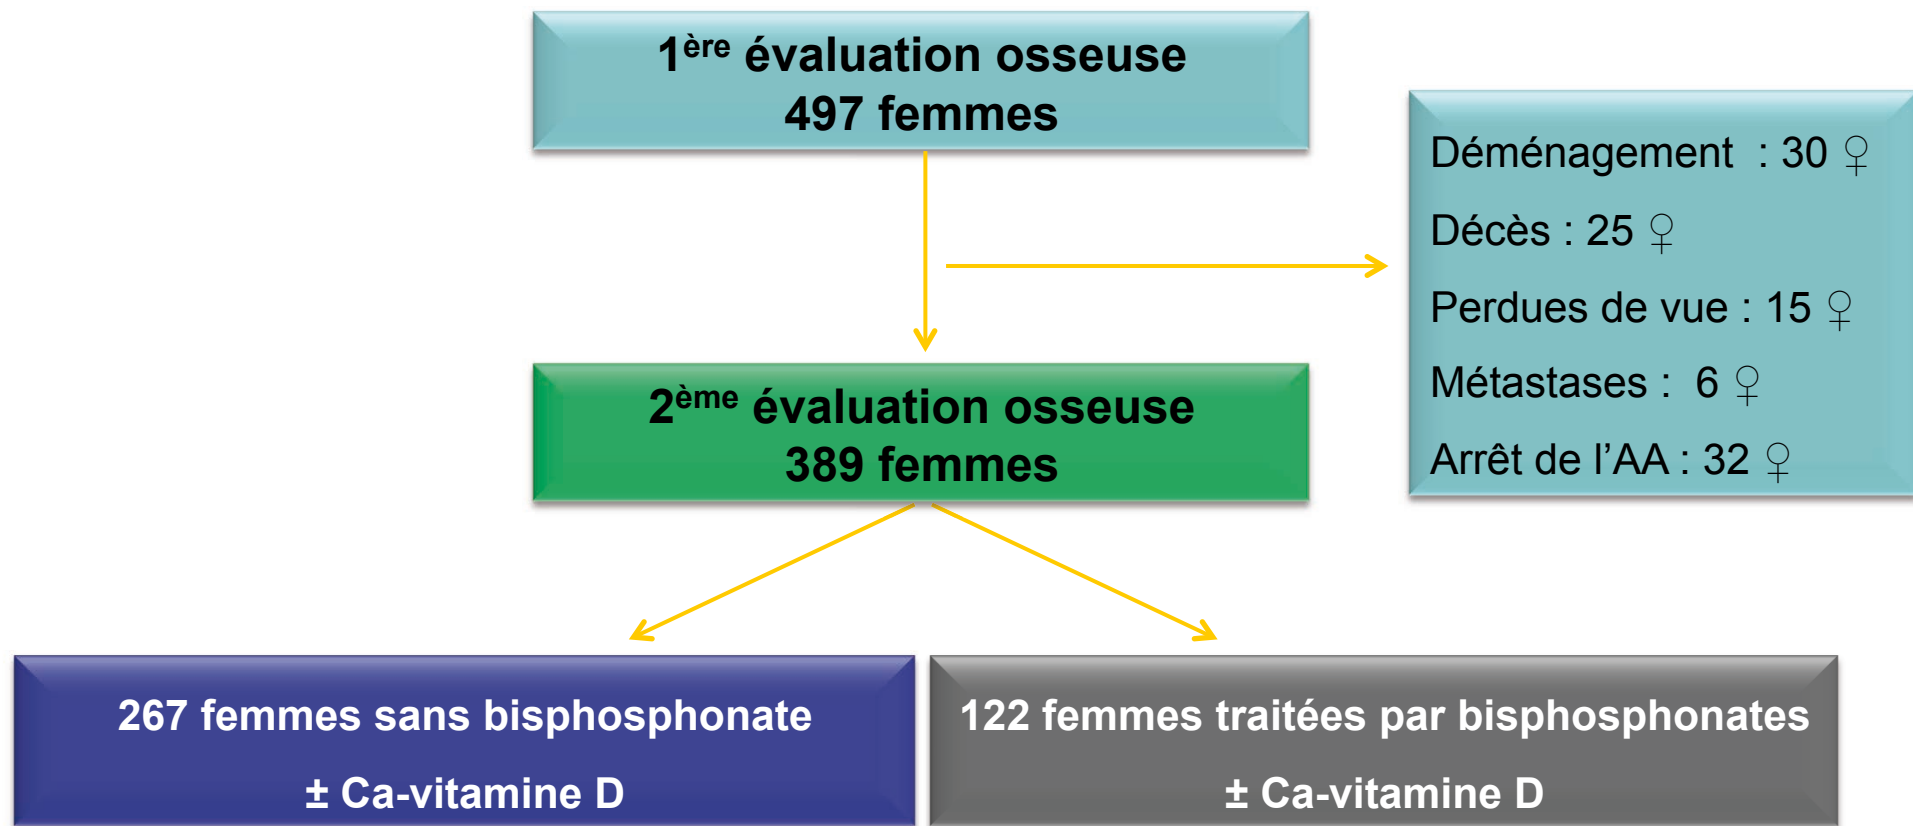 1ère évaluation osseuse
497 femmes
Déménagement  : 30 ♀
Décès : 25 ♀
Perdues de vue : 15 ♀
Métastases :  6 ♀
Arrêt de l’AA : 32 ♀
2ème évaluation osseuse
389 femmes
267 femmes sans bisphosphonate
± Ca-vitamine D
122 femmes traitées par bisphosphonates
± Ca-vitamine D